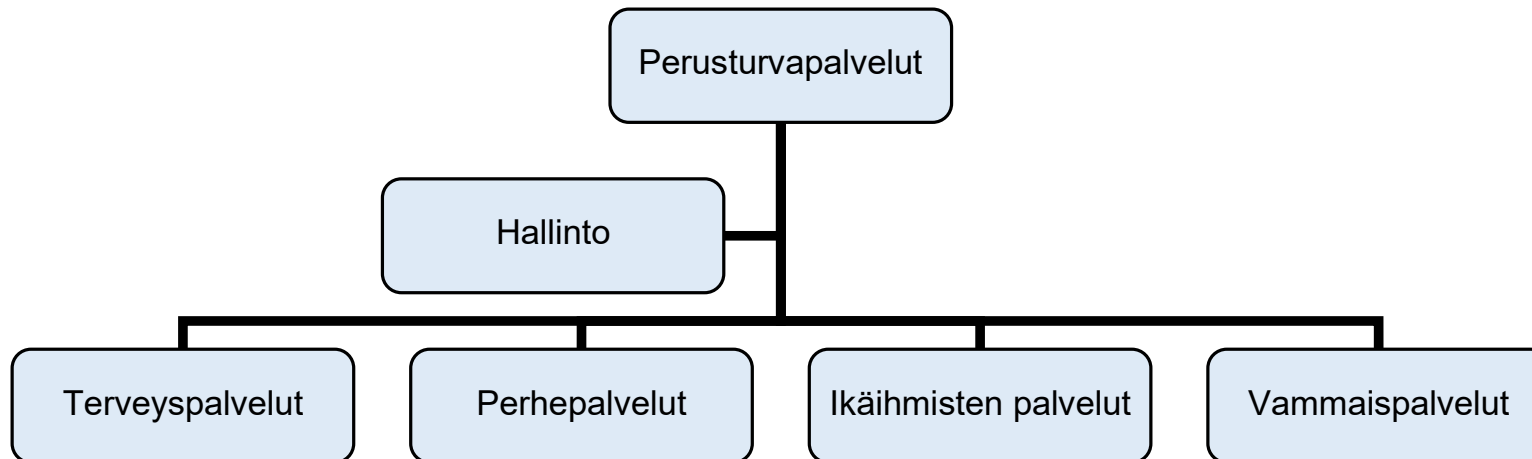 Perusturvapalvelut
Hallinto
Terveyspalvelut
Perhepalvelut
Ikäihmisten palvelut
Vammaispalvelut